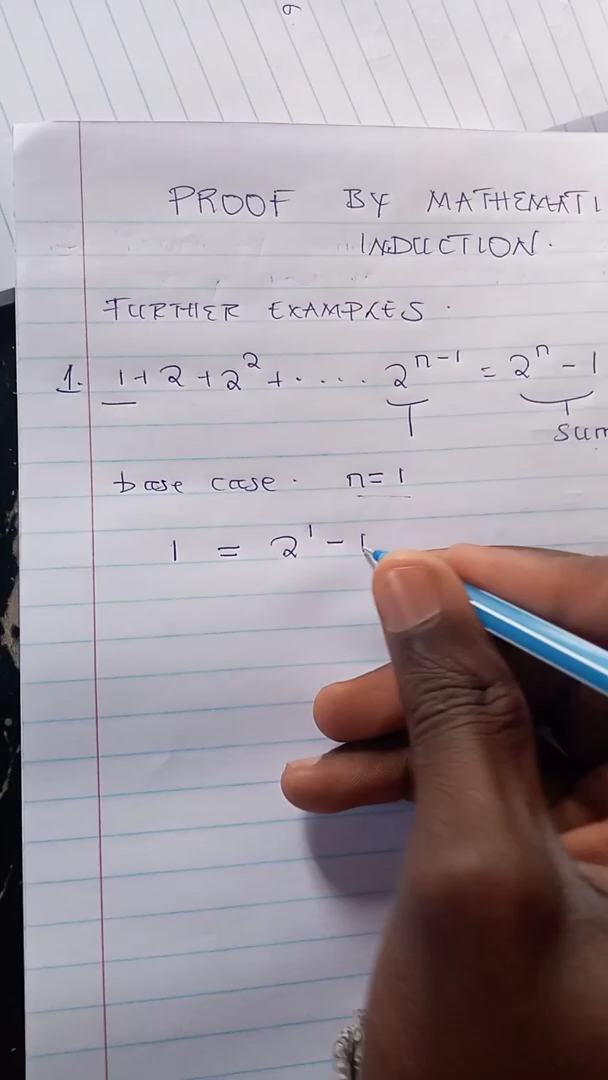 PROOF BY MATHEMATI
INDUCTION.
FURTHER EXAMPLES.
1. 1 + 2 + 2² + .... 2ⁿ⁻¹ = 2ⁿ - 1
T
sum
base case. n = 1
1 = 2¹ - 1